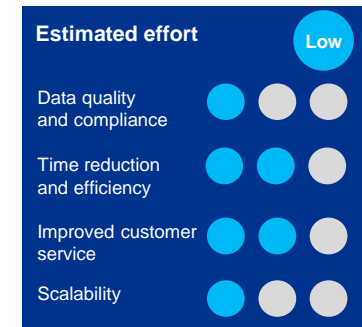 Estimated effort
Low
Data quality
and compliance
Time reduction
and efficiency
Improved customer
service
Scalability